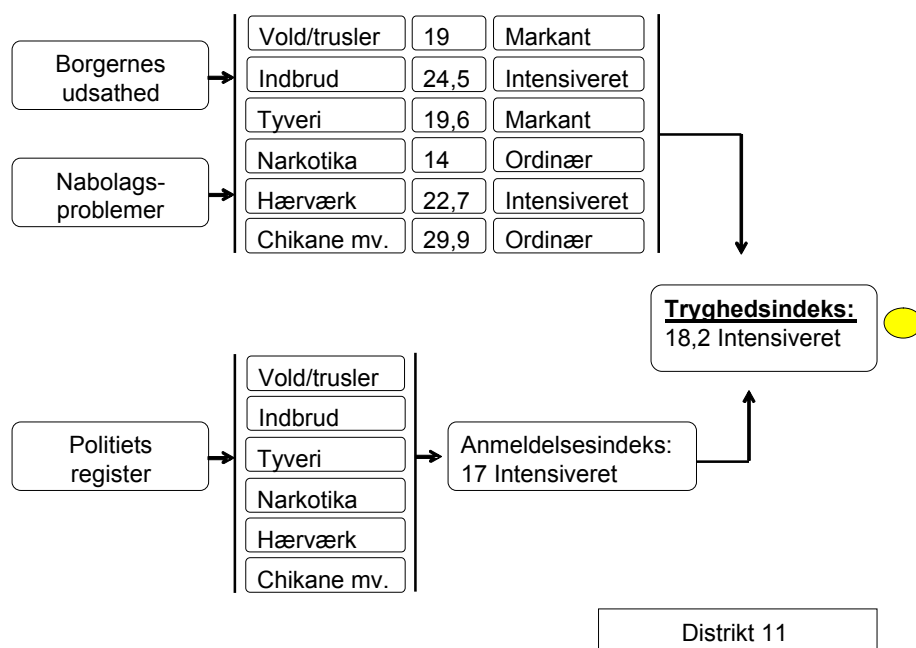 Borgernes
udsathed
Nabolags-
problemer
Vold/trusler 19 Markant
Indbrud 24,5 Intensiveret
Tyveri 19,6 Markant
Narkotika 14 Ordinær
Hærværk 22,7 Intensiveret
Chikane mv. 29,9 Ordinær
Tryghedsindeks:
18,2 Intensiveret
Politiets
register
Vold/trusler
Indbrud
Tyveri
Narkotika
Hærværk
Chikane mv.
Anmeldelsesindeks:
17 Intensiveret
Distrikt 11